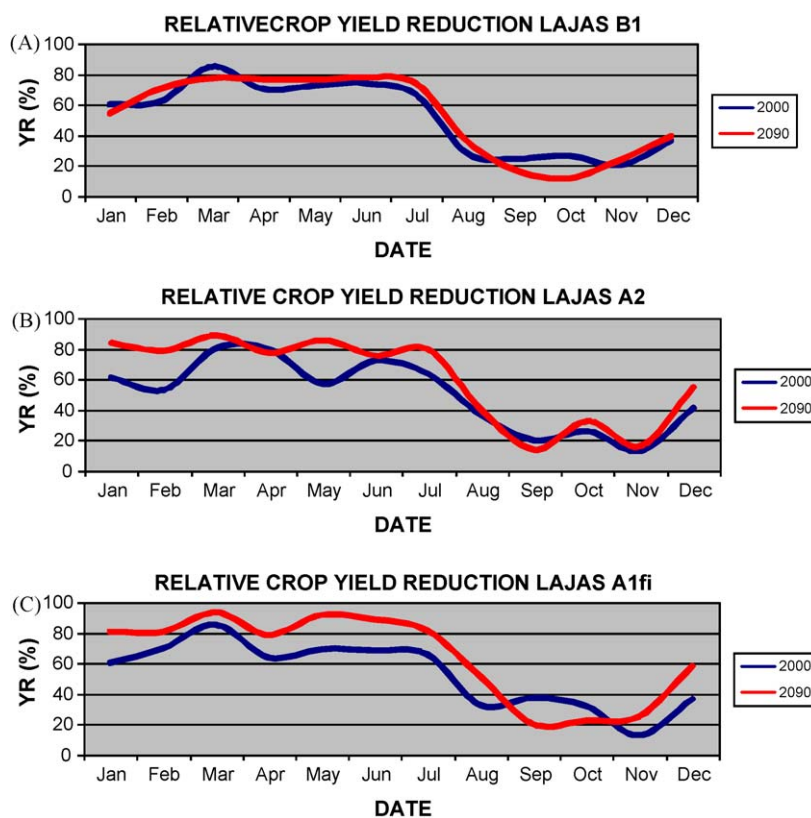 (A)
RELATIVECROP YIELD REDUCTION LAJAS B1
YR (%)
100
80
60
40
20
0
Jan Feb Mar Apr May Jun Jul Aug Sep Oct Nov Dec
DATE
2000
2090
(B)
RELATIVE CROP YIELD REDUCTION LAJAS A2
YR (%)
100
80
60
40
20
0
Jan Feb Mar Apr May Jun Jul Aug Sep Oct Nov Dec
DATE
2000
2090
(C)
RELATIVE CROP YIELD REDUCTION LAJAS A1fi
YR (%)
100
80
60
40
20
0
Jan Feb Mar Apr May Jun Jul Aug Sep Oct Nov Dec
DATE
2000
2090